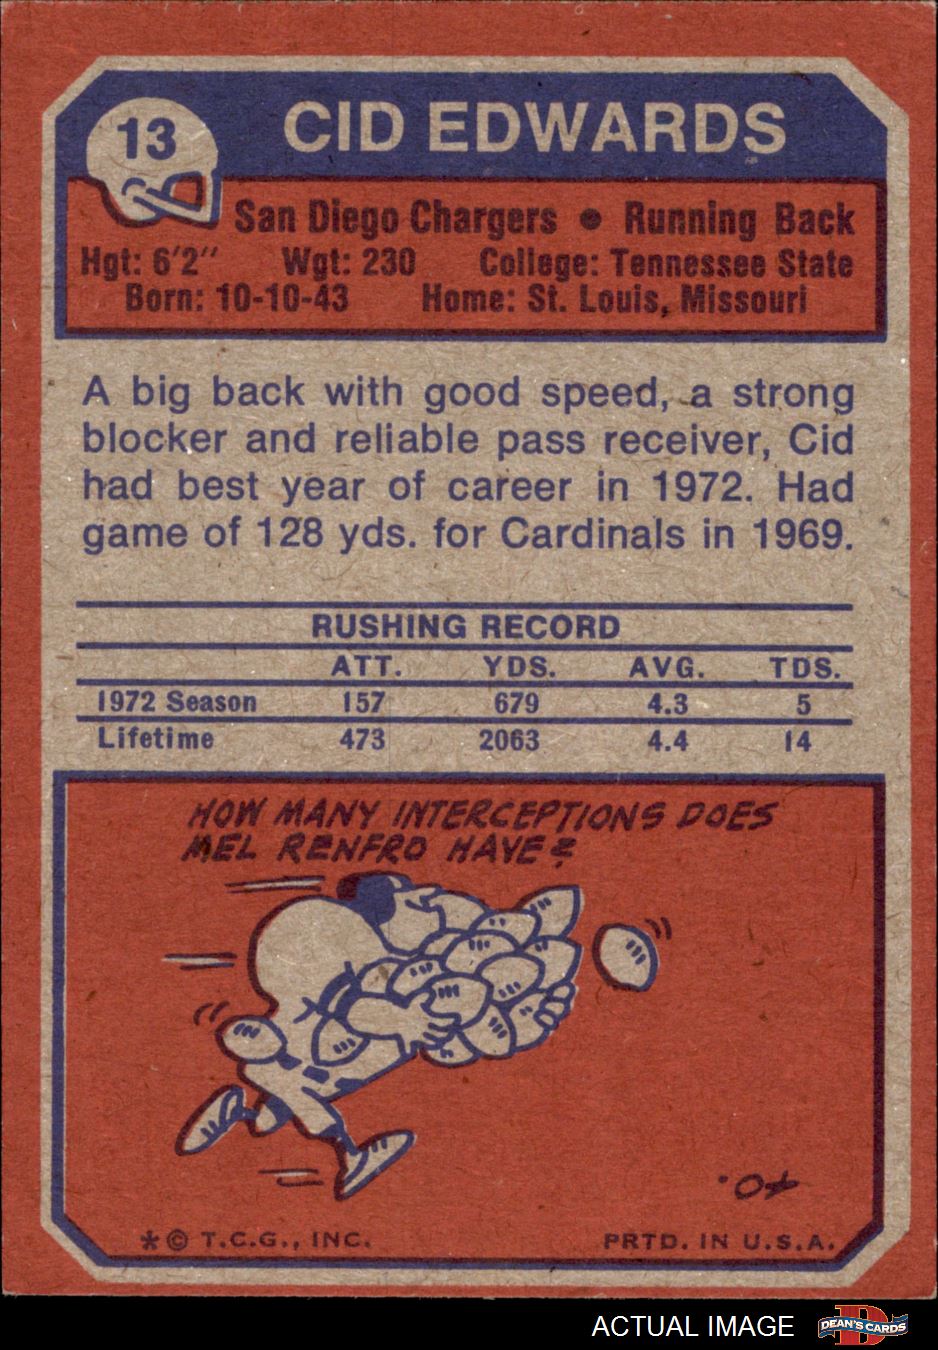 13
CID EDWARDS
San Diego Chargers • Running Back
Hgt: 6'2" Wgt: 230 College: Tennessee State
Born: 10-10-43 Home: St. Louis, Missouri
A big back with good speed, a strong
blocker and reliable pass receiver, Cid
had best year of career in 1972. Had
game of 128 yds. for Cardinals in 1969.
RUSHING RECORD
ATT. YDS. AVG. TDS.
1972 Season 157 679 4.3 5
Lifetime 473 2063 4.4 14
HOW MANY INTERCEPTIONS DOES
MEL RENFRO HAVE?
·04
* © T.C.G., INC. PRTD. IN U.S.A.
ACTUAL IMAGE DEAN'S CARDS